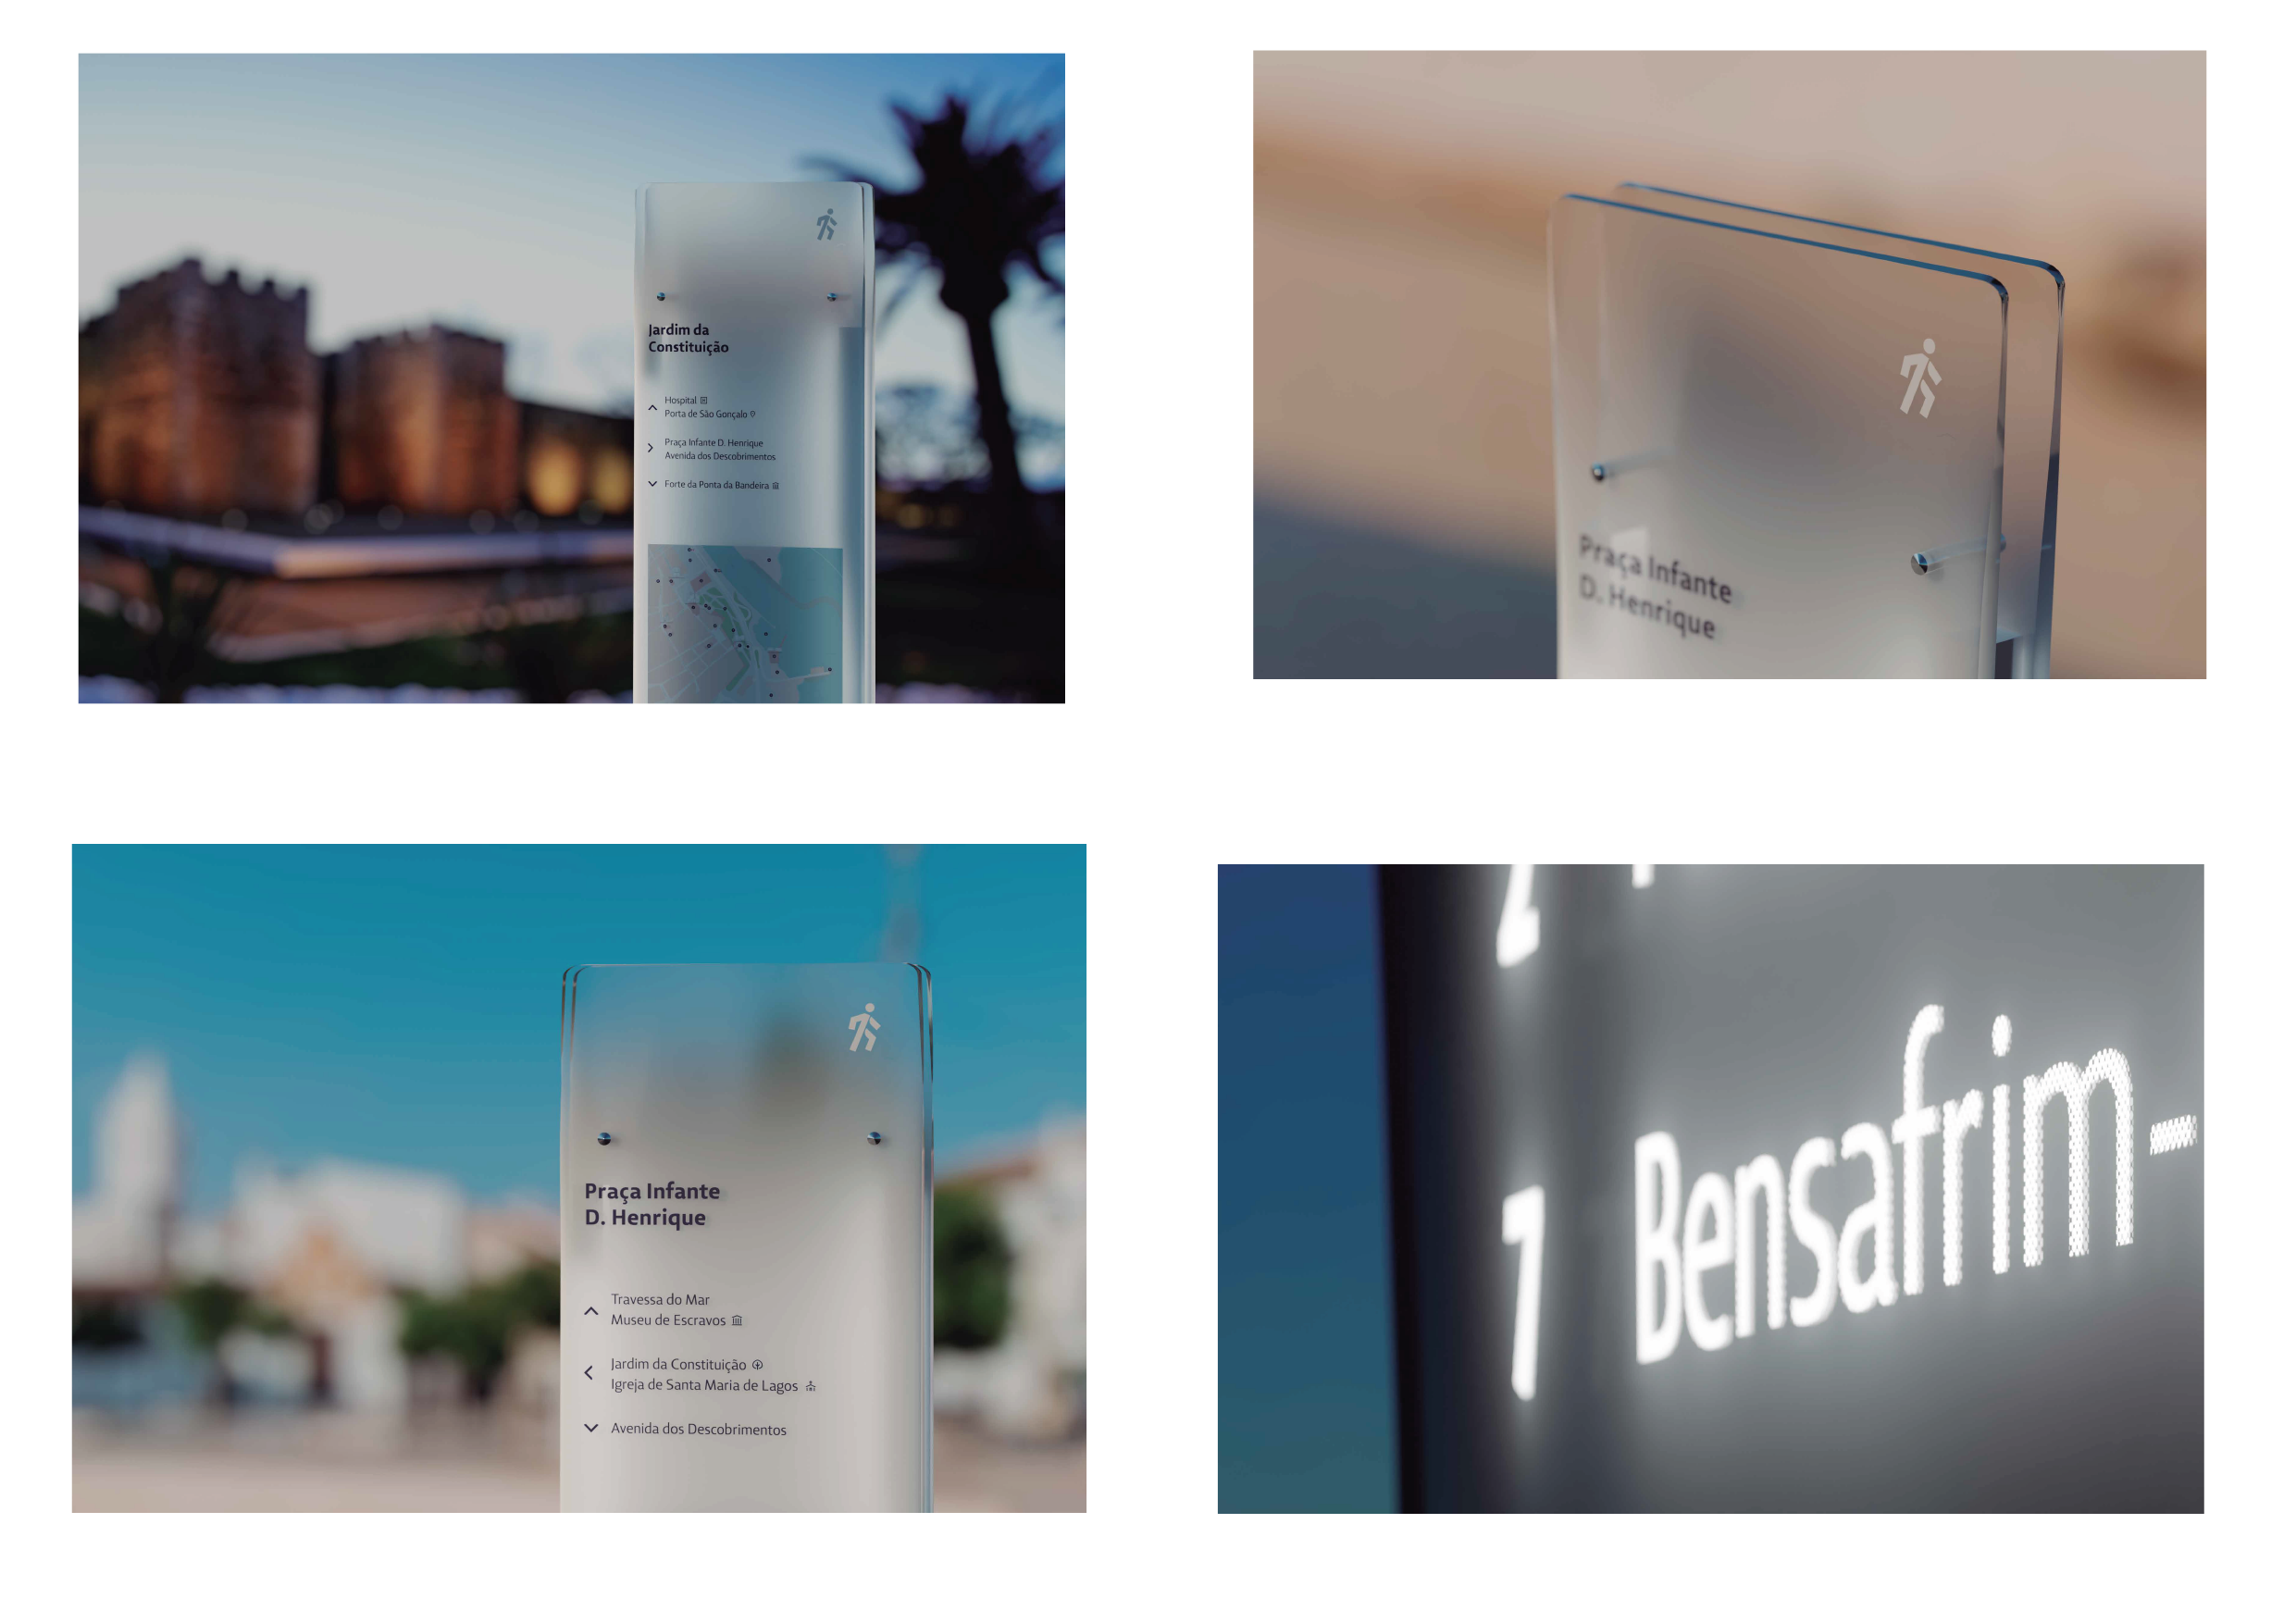 Jardim da
Constituição
Hospital
Porta de São Gonçalo
Praça Infante D. Henrique
Avenida dos Descobrimentos
Forte da Ponta da Bandeira
Praça Infante
D. Henrique
Praça Infante
D. Henrique
Travessa do Mar
Museu de Escravos
Jardim da Constituição
Igreja de Santa Maria de Lagos
Avenida dos Descobrimentos
2
1 Bensafrim–